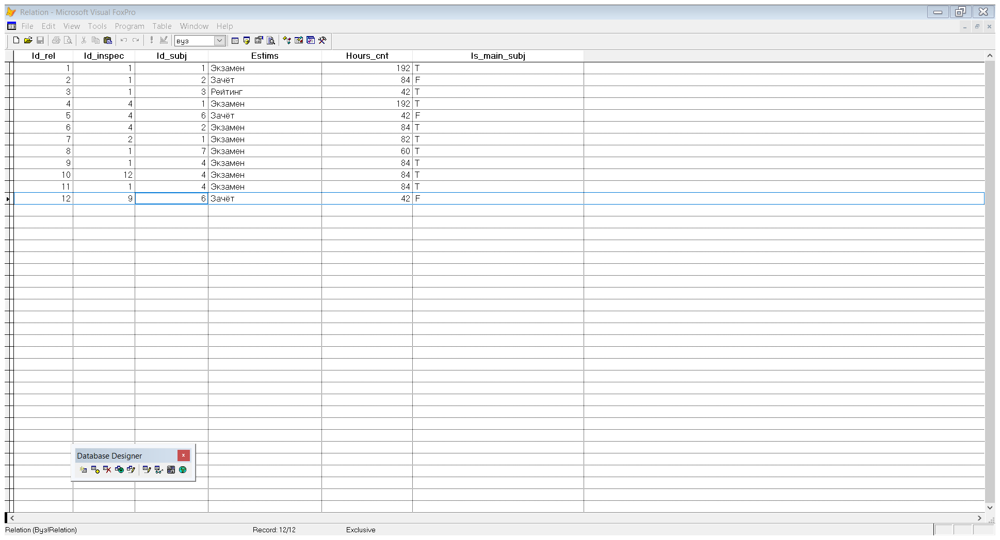 Relation - Microsoft Visual FoxPro
File Edit View Tools Program Table Window Help
вуз
Id_rel Id_inspec Id_subj Estims Hours_cnt Is_main_subj
1 1 1 Экзамен 192 T
2 1 2 Зачёт 84 F
3 1 3 Рейтинг 42 T
4 4 1 Экзамен 192 T
5 4 6 Зачёт 42 F
6 4 2 Экзамен 84 T
7 2 1 Экзамен 82 T
8 1 7 Экзамен 60 T
9 1 4 Экзамен 84 T
10 12 4 Экзамен 84 T
11 1 4 Экзамен 84 T
12 9 6 Зачёт 42 F
Database Designer
Relation (Вуз!Relation) Record: 12/12 Exclusive